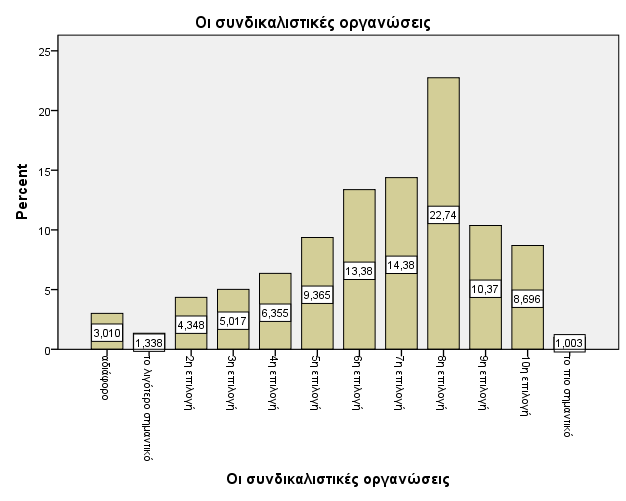 Οι συνδικαλιστικές οργανώσεις
Percent
25
20
15
10
5
0
3,010
1,338
4,348
5,017
6,355
9,365
13,38
14,38
22,74
10,37
8,696
1,003
αδιάφορο
το λιγότερο σημαντικό
2η επιλογή
3η επιλογή
4η επιλογή
5η επιλογή
6η επιλογή
7η επιλογή
8η επιλογή
9η επιλογή
10η επιλογή
το πιο σημαντικό
Οι συνδικαλιστικές οργανώσεις